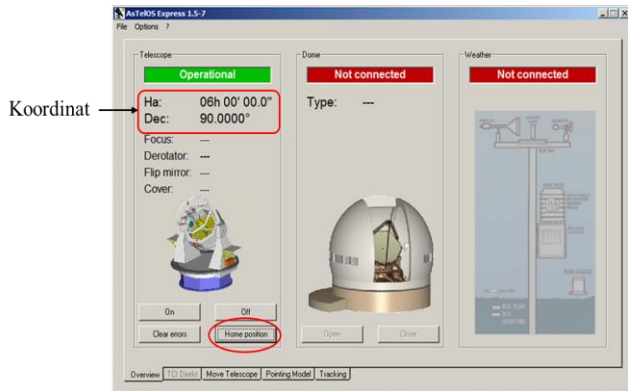 AsTelOS Express 1.5-7
File Options ?
Telescope
Operational
Koordinat
Ha: 06h 00' 00.0"
Dec: 90.0000°
Focus: ---
Derotator: ---
Flip mirror: ---
Cover: ---
On Off
Clear errors Home position
Dome
Not connected
Type: ---
Open Close
Weather
Not connected
Overview TCI Direkt Move Telescope Pointing Model Tracking